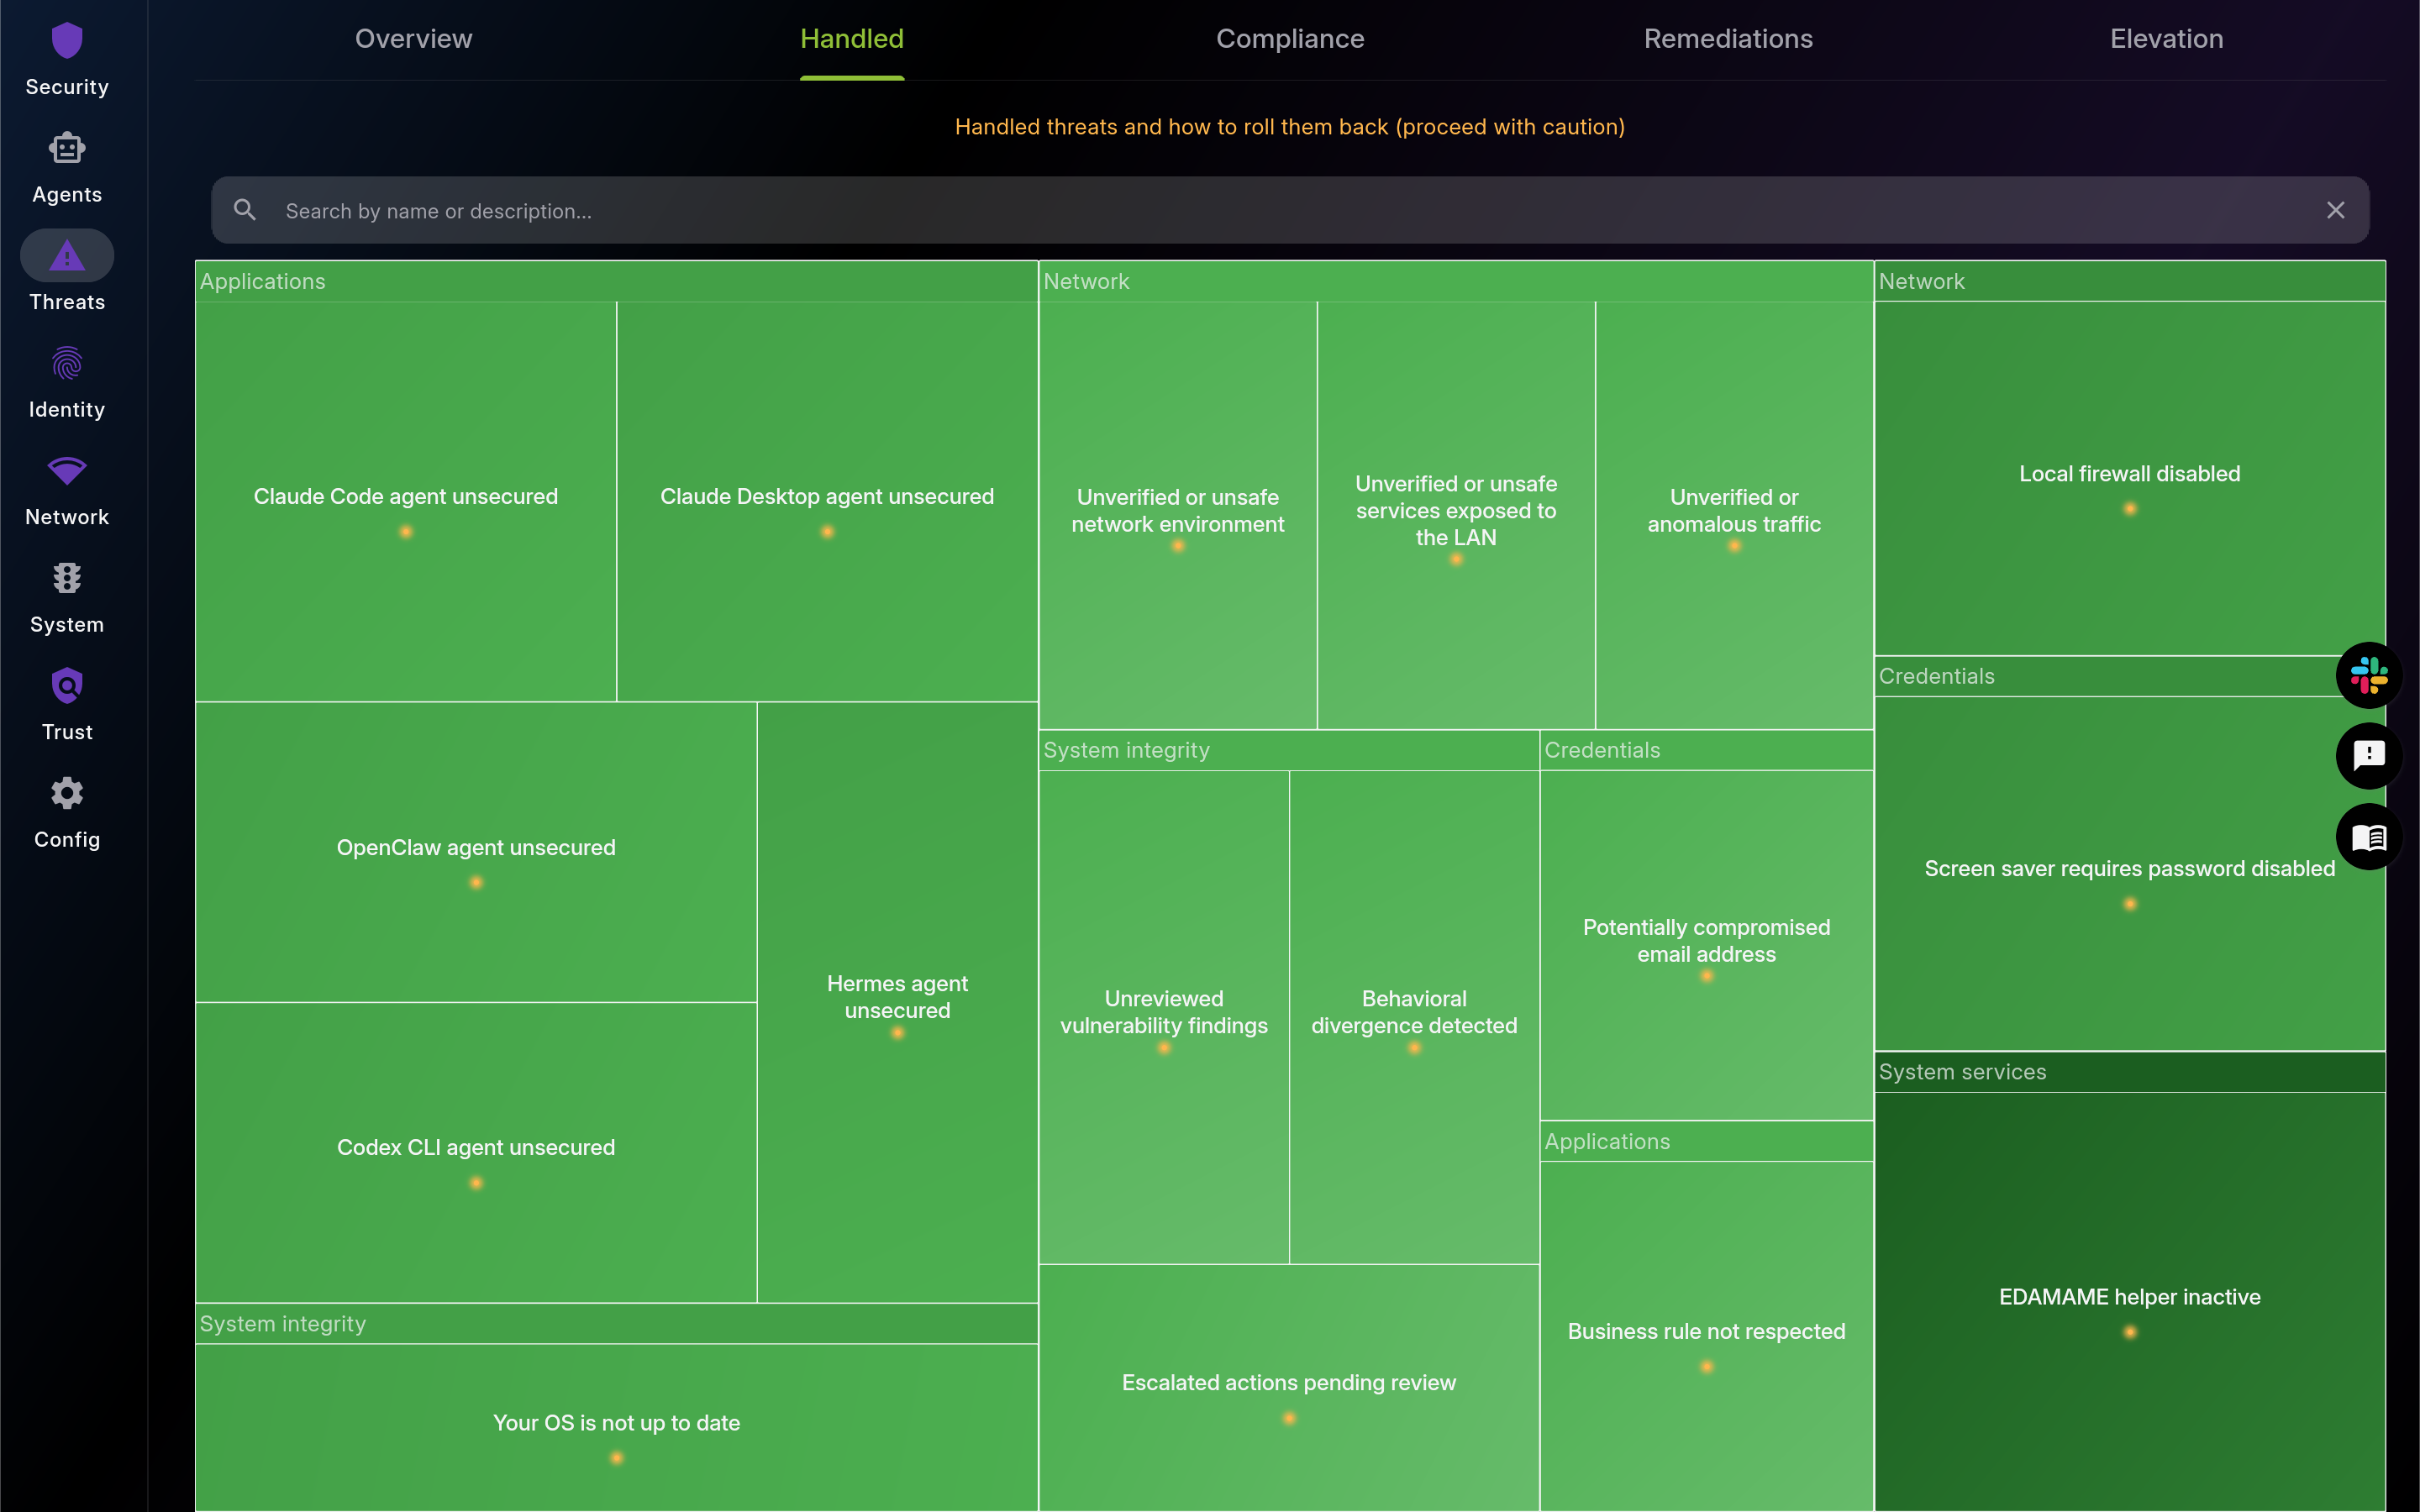 Security
Agents
Threats
Identity
Network
System
Trust
Config
Overview
Handled
Compliance
Remediations
Elevation
Handled threats and how to roll them back (proceed with caution)
Search by name or description...
Applications
Claude Code agent unsecured
Claude Desktop agent unsecured
OpenClaw agent unsecured
Codex CLI agent unsecured
Hermes agent
unsecured
System integrity
Your OS is not up to date
Network
Unverified or unsafe
network environment
Unverified or unsafe
services exposed to
the LAN
Unverified or
anomalous traffic
System integrity
Unreviewed
vulnerability findings
Behavioral
divergence detected
Escalated actions pending review
Credentials
Potentially compromised
email address
Applications
Business rule not respected
Network
Local firewall disabled
Credentials
Screen saver requires password disabled
System services
EDAMAME helper inactive